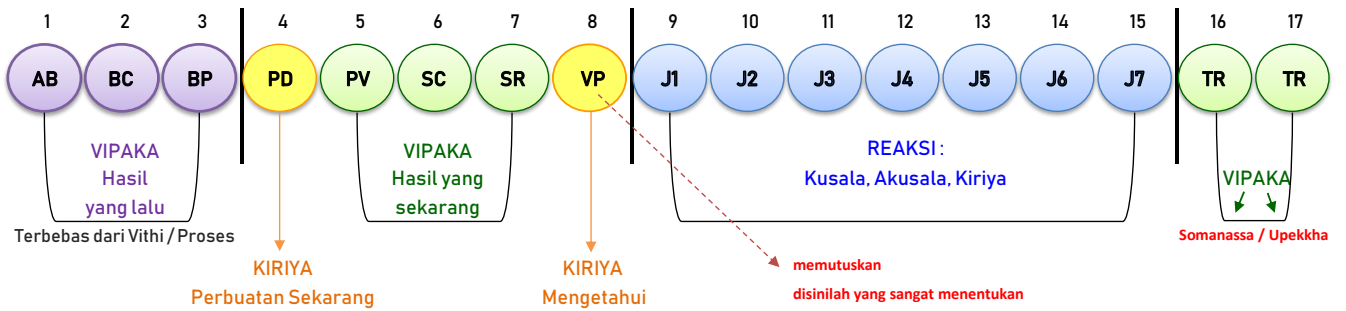 1 2 3 4 5 6 7 8 9 10 11 12 13 14 15 16 17
AB BC BP PD PV SC SR VP J1 J2 J3 J4 J5 J6 J7 TR TR
VIPAKA
Hasil
yang lalu
Terbebas dari Vithi / Proses
KIRIYA
Perbuatan Sekarang
VIPAKA
Hasil yang
sekarang
KIRIYA
Mengetahui
memutuskan
disinilah yang sangat menentukan
REAKSI :
Kusala, Akusala, Kiriya
VIPAKA
Somanassa / Upekkha